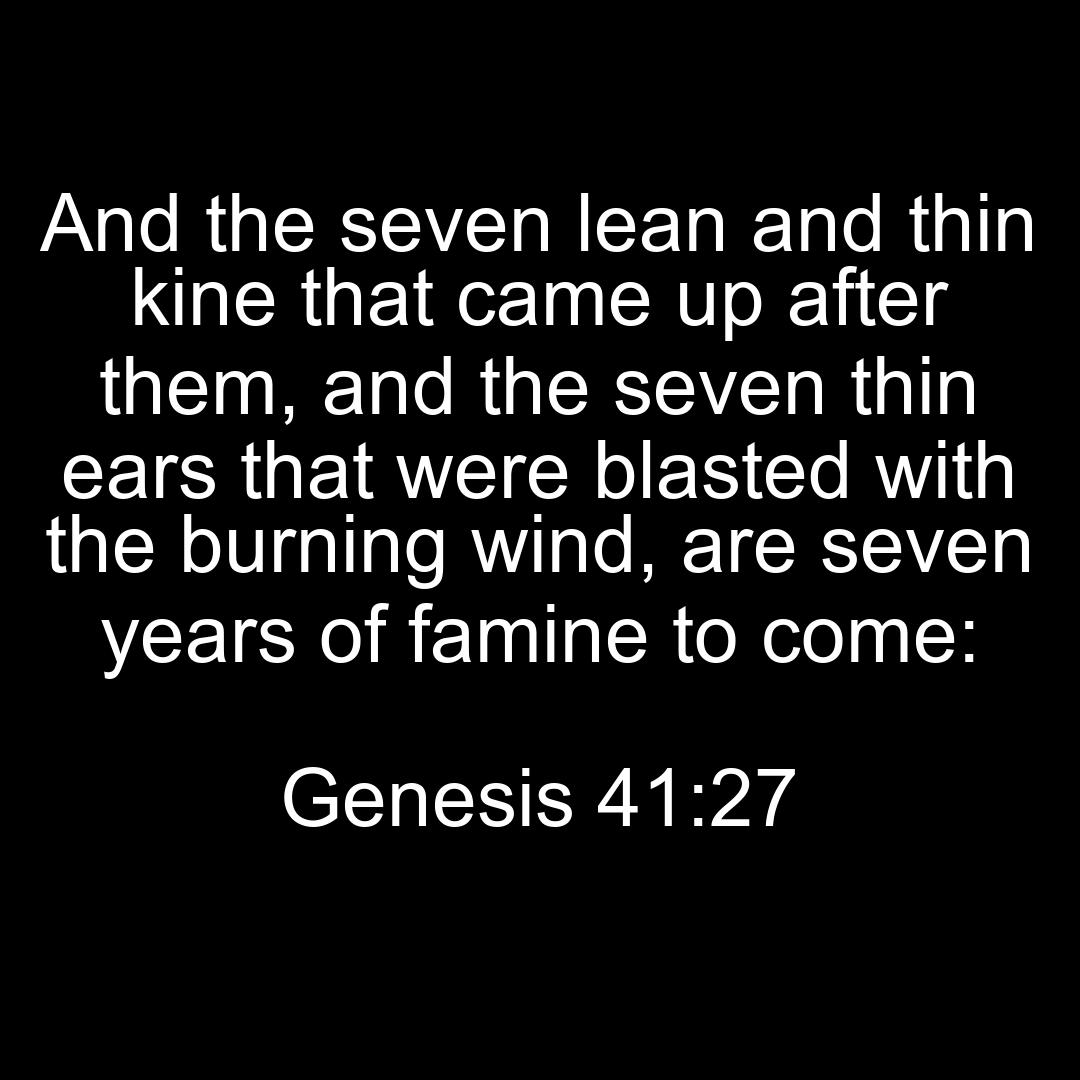 And the seven lean and thin
kine that came up after
them, and the seven thin
ears that were blasted with
the burning wind, are seven
years of famine to come:
Genesis 41:27